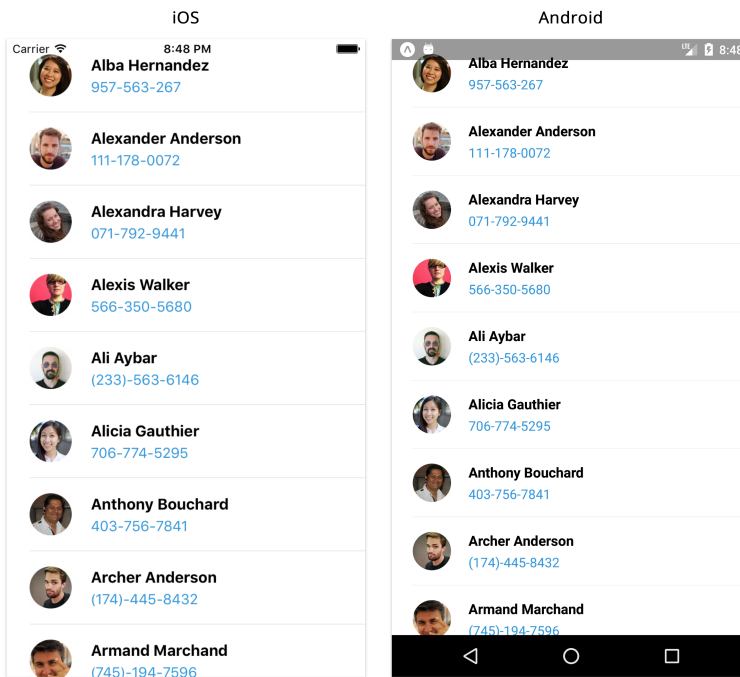 iOS
Carrier 8:48 PM
Alba Hernandez
957-563-267
Alexander Anderson
111-178-0072
Alexandra Harvey
071-792-9441
Alexis Walker
566-350-5680
Ali Aybar
(233)-563-6146
Alicia Gauthier
706-774-5295
Anthony Bouchard
403-756-7841
Archer Anderson
(174)-445-8432
Armand Marchand
(745)-194-7596
Android
LTE 8:48
Alba Hernandez
957-563-267
Alexander Anderson
111-178-0072
Alexandra Harvey
071-792-9441
Alexis Walker
566-350-5680
Ali Aybar
(233)-563-6146
Alicia Gauthier
706-774-5295
Anthony Bouchard
403-756-7841
Archer Anderson
(174)-445-8432
Armand Marchand
(745)-194-7596